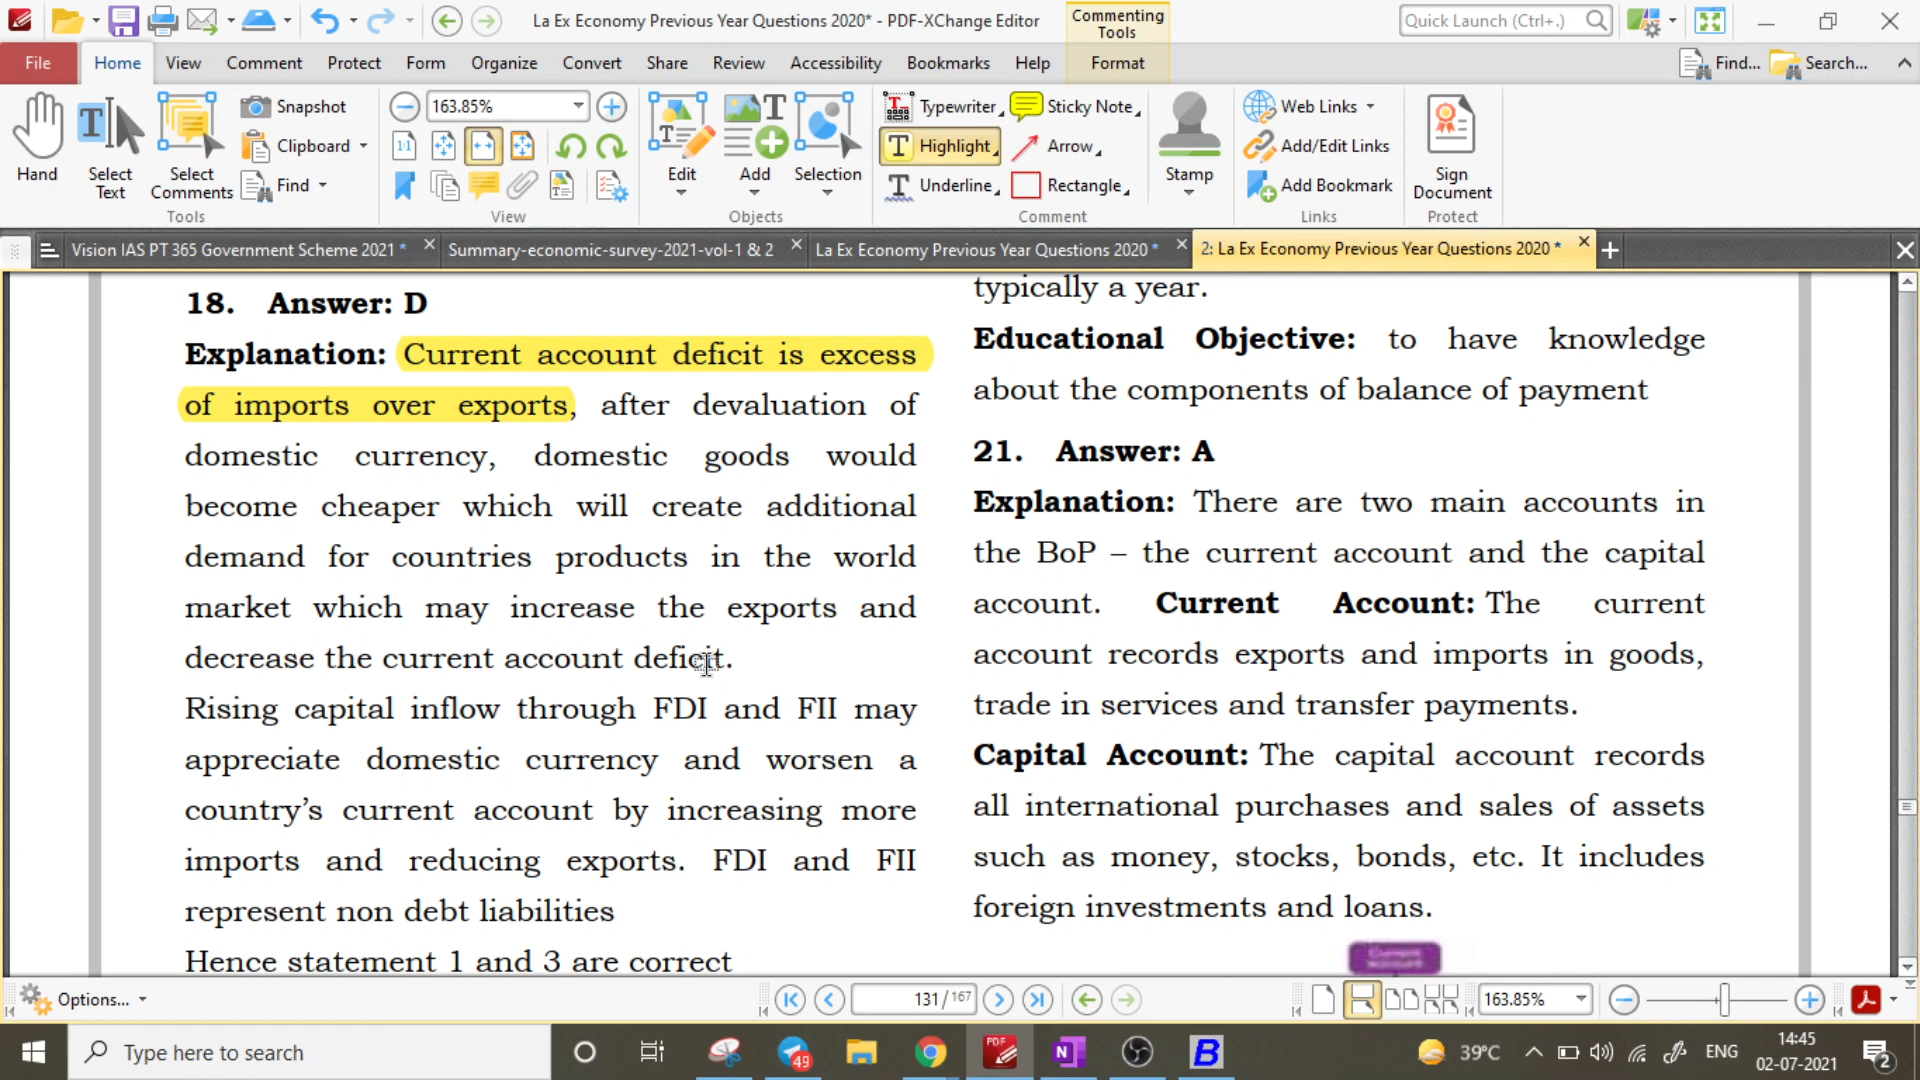 La Ex Economy Previous Year Questions 2020* - PDF-XChange Editor
Commenting Tools
Quick Launch (Ctrl+.)
File Home View Comment Protect Form Organize Convert Share Review Accessibility Bookmarks Help Format Find... Search...
Hand
Select Text
Select Comments
Snapshot
Clipboard
Find
Tools
163.85%
View
Edit
Add
Selection
Objects
Typewriter
Sticky Note
Highlight
Arrow
Underline
Rectangle
Comment
Stamp
Web Links
Add/Edit Links
Add Bookmark
Links
Sign Document
Protect
Vision IAS PT 365 Government Scheme 2021 *
Summary-economic-survey-2021-vol-1 & 2
La Ex Economy Previous Year Questions 2020 *
2: La Ex Economy Previous Year Questions 2020 *
18. Answer: D
Explanation: Current account deficit is excess
of imports over exports, after devaluation of
domestic currency, domestic goods would
become cheaper which will create additional
demand for countries products in the world
market which may increase the exports and
decrease the current account deficit.
Rising capital inflow through FDI and FII may
appreciate domestic currency and worsen a
country's current account by increasing more
imports and reducing exports. FDI and FII
represent non debt liabilities
Hence statement 1 and 3 are correct
typically a year.
Educational Objective: to have knowledge
about the components of balance of payment
21. Answer: A
Explanation: There are two main accounts in
the BoP – the current account and the capital
account. Current Account: The current
account records exports and imports in goods,
trade in services and transfer payments.
Capital Account: The capital account records
all international purchases and sales of assets
such as money, stocks, bonds, etc. It includes
foreign investments and loans.
Current
Account
Options...
131 / 167
163.85%
Type here to search
49
PDF
N
B
39°C
ENG
14:45
02-07-2021
2